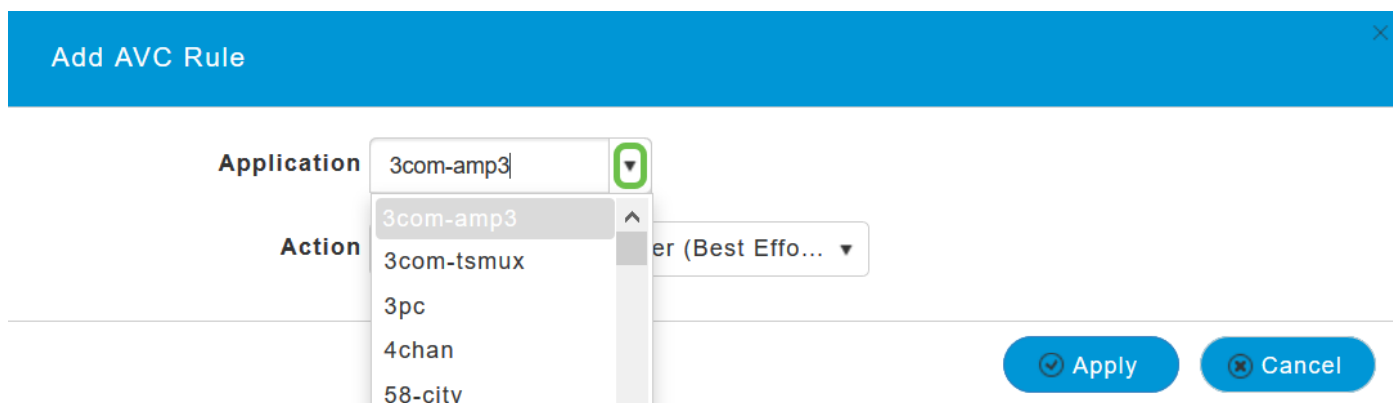 Add AVC Rule
Application 3com-amp3
3com-amp3
Action er (Best Effo...
3com-tsmux
3pc
4chan
58-city
Apply Cancel